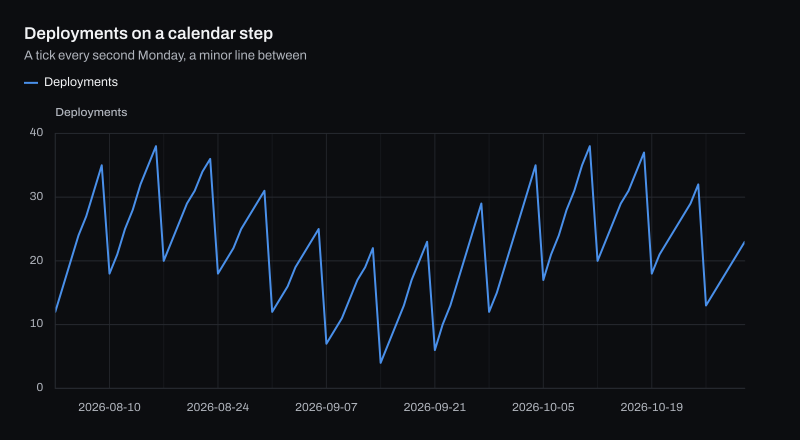 Deployments on a calendar step
A tick every second Monday, a minor line between
Deployments
Deployments
40
30
20
10
0
2026-08-10 2026-08-24 2026-09-07 2026-09-21 2026-10-05 2026-10-19